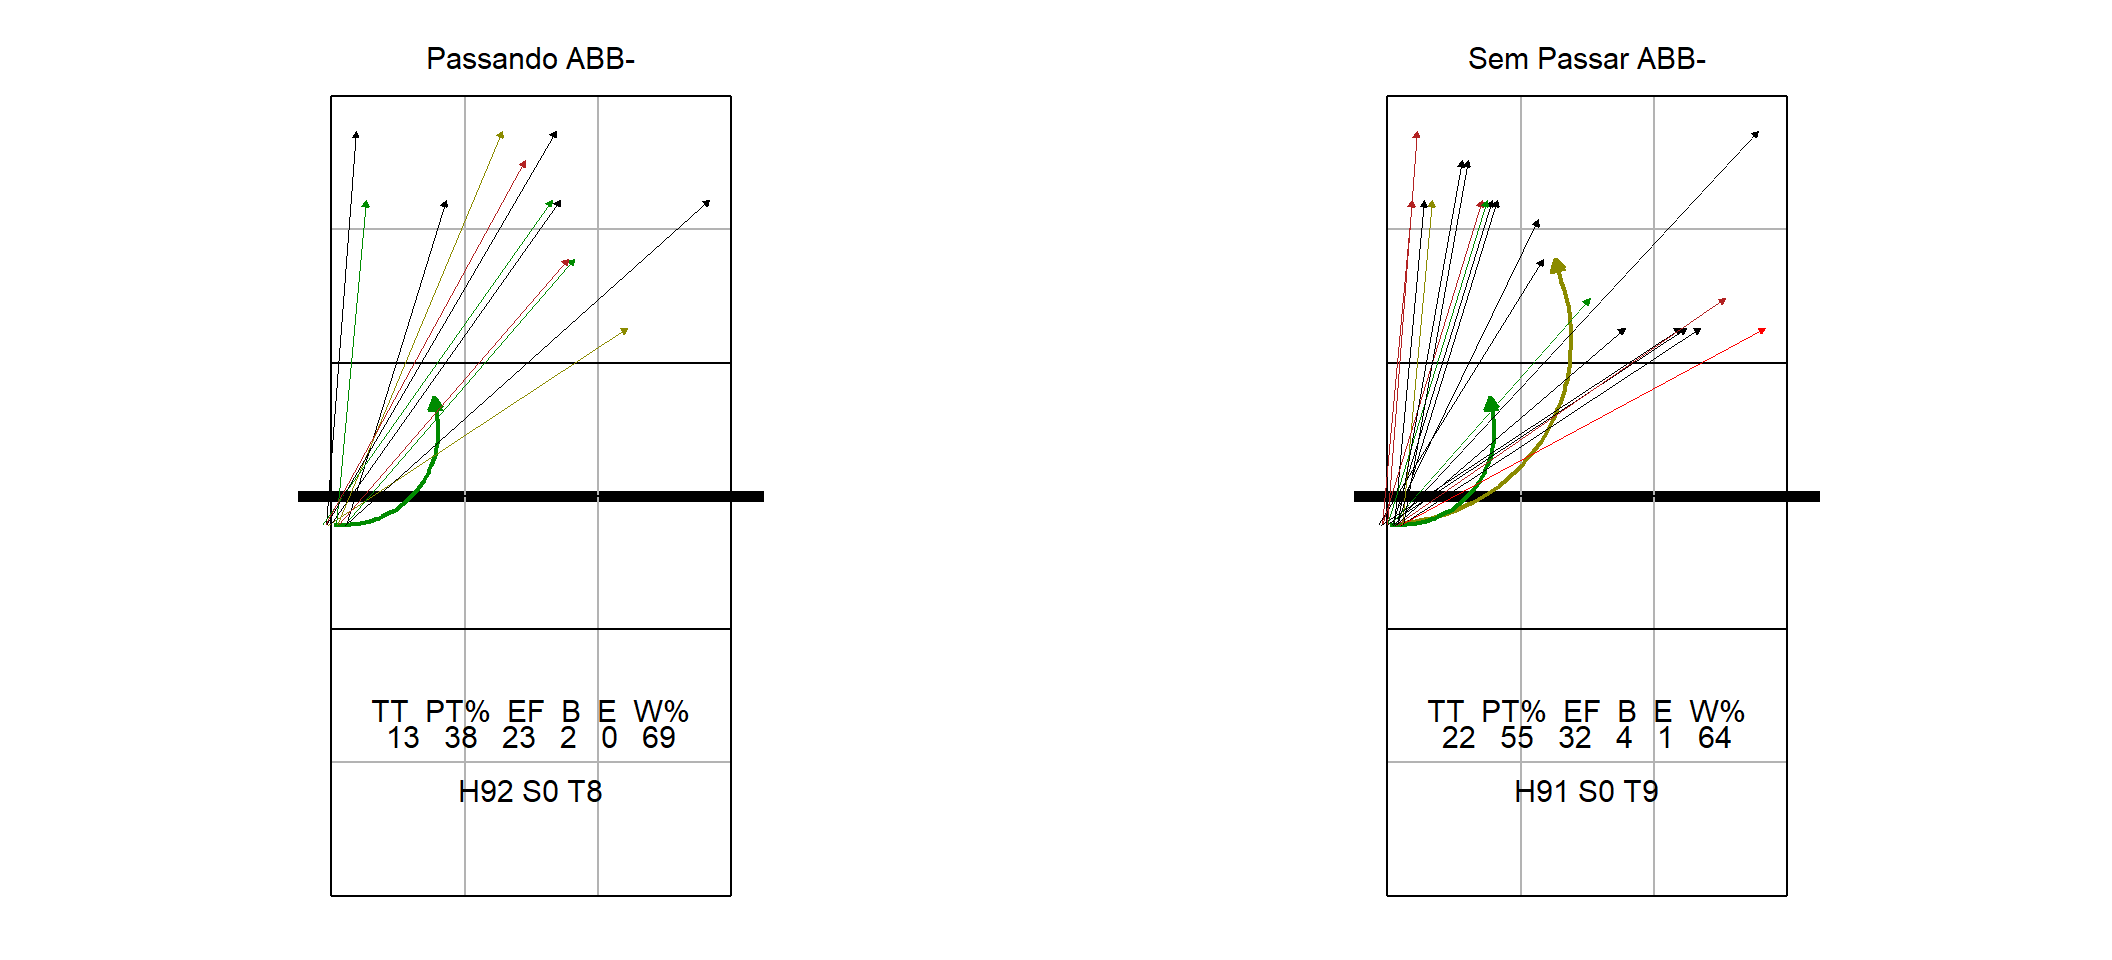 Passando ABB-
TT PT% EF B E W%
13 38 23 2 0 69
H92 S0 T8
Sem Passar ABB-
TT PT% EF B E W%
22 55 32 4 1 64
H91 S0 T9